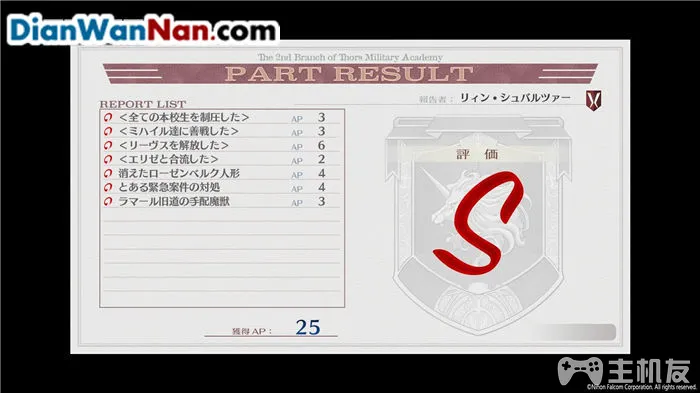 DianWanNan.com
The 2nd Branch of Thors Military Academy
PART RESULT
REPORT LIST
報告者： リィン・シュバルツァー
<全ての本校生を制圧した> AP 3
<ミハイル達に善戦した> AP 3
<リーヴスを解放した> AP 6
<エリゼと合流した> AP 2
消えたローゼンベルク人形 AP 4
とある緊急案件の対処 AP 4
ラマール旧道の手配魔獣 AP 3
評価
S
獲得AP： 25
主机友
©Nihon Falcom Corporation. All rights reserved.